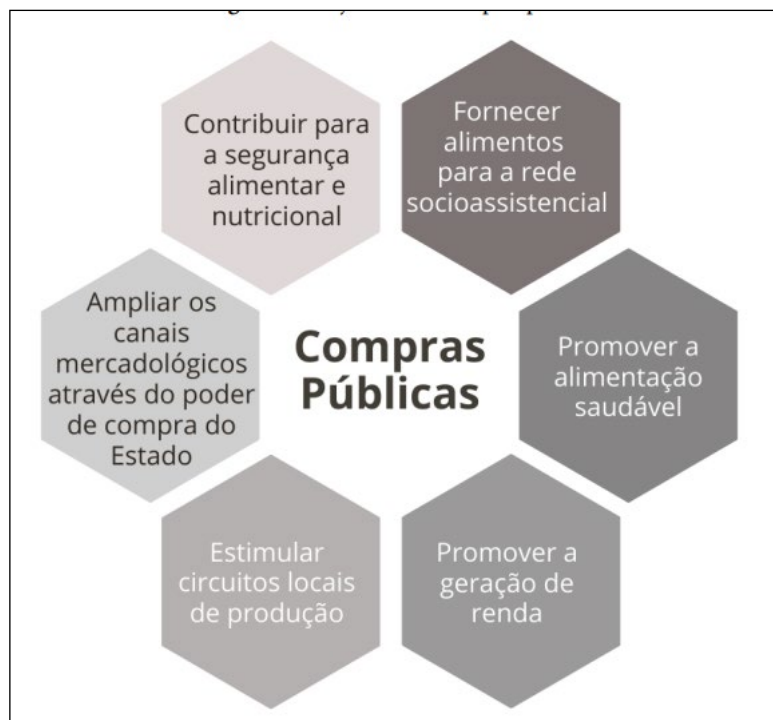 Contribuir para
a segurança
alimentar e
nutricional
Fornecer
alimentos
para a rede
socioassistencial
Ampliar os
canais
mercadológicos
através do poder
de compra do
Estado
Compras
Públicas
Promover a
alimentação
saudável
Estimular
circuitos locais
de produção
Promover a
geração de
renda